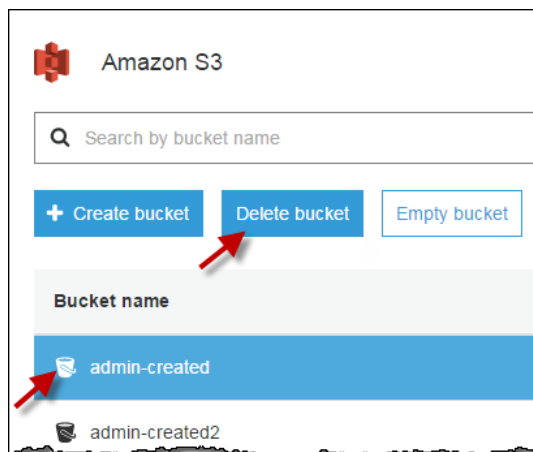 Amazon S3
Search by bucket name
+ Create bucket Delete bucket Empty bucket
Bucket name
admin-created
admin-created2